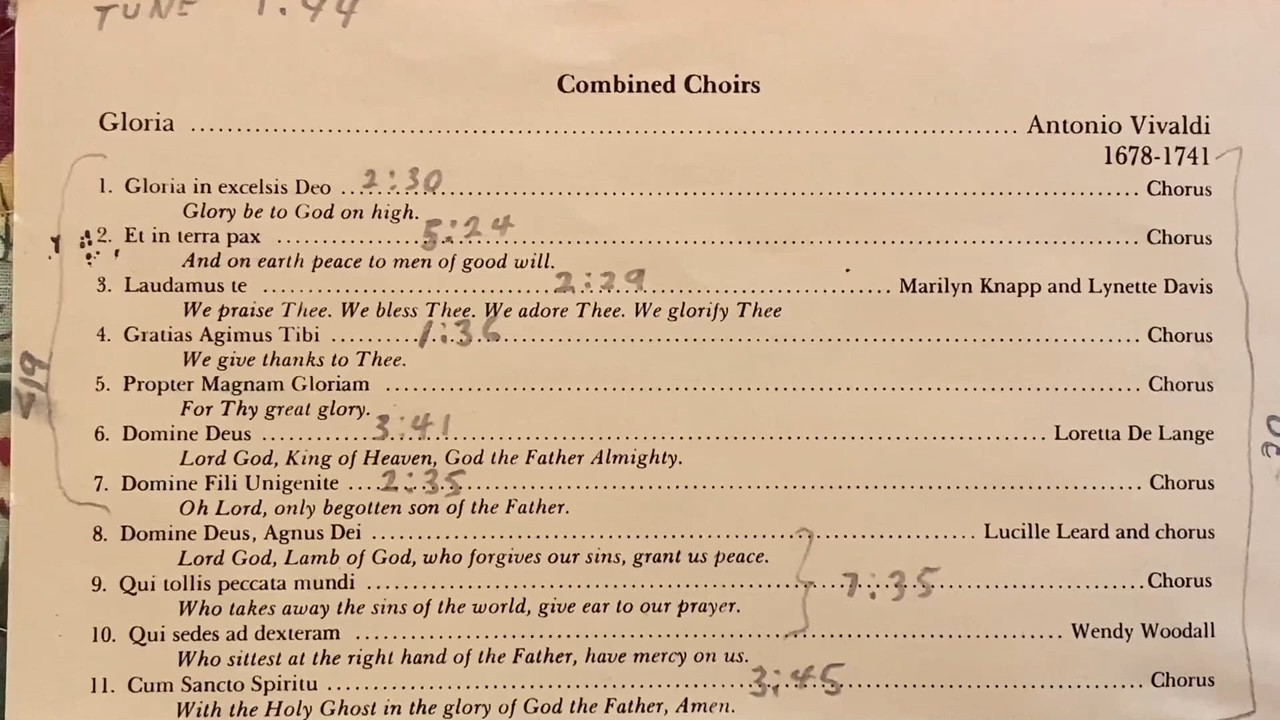 TUNE 1:44
Combined Choirs
Gloria ........ Antonio Vivaldi
1678-1741
1. Gloria in excelsis Deo ... 2:30 ... Chorus
Glory be to God on high.
2. Et in terra pax ... 5:24 ... Chorus
And on earth peace to men of good will.
3. Laudamus te ... 2:29 ... Marilyn Knapp and Lynette Davis
We praise Thee. We bless Thee. We adore Thee. We glorify Thee
4. Gratias Agimus Tibi ... 1:36 ... Chorus
We give thanks to Thee.
5. Propter Magnam Gloriam ... Chorus
For Thy great glory.
6. Domine Deus ... 3:41 ... Loretta De Lange
Lord God, King of Heaven, God the Father Almighty.
7. Domine Fili Unigenite ... 2:35 ... Chorus
Oh Lord, only begotten son of the Father.
8. Domine Deus, Agnus Dei ... Lucille Leard and chorus
Lord God, Lamb of God, who forgives our sins, grant us peace.
9. Qui tollis peccata mundi ... 7:35 ... Chorus
Who takes away the sins of the world, give ear to our prayer.
10. Qui sedes ad dexteram ... Wendy Woodall
Who sittest at the right hand of the Father, have mercy on us.
11. Cum Sancto Spiritu ... 3:45 ... Chorus
With the Holy Ghost in the glory of God the Father, Amen.